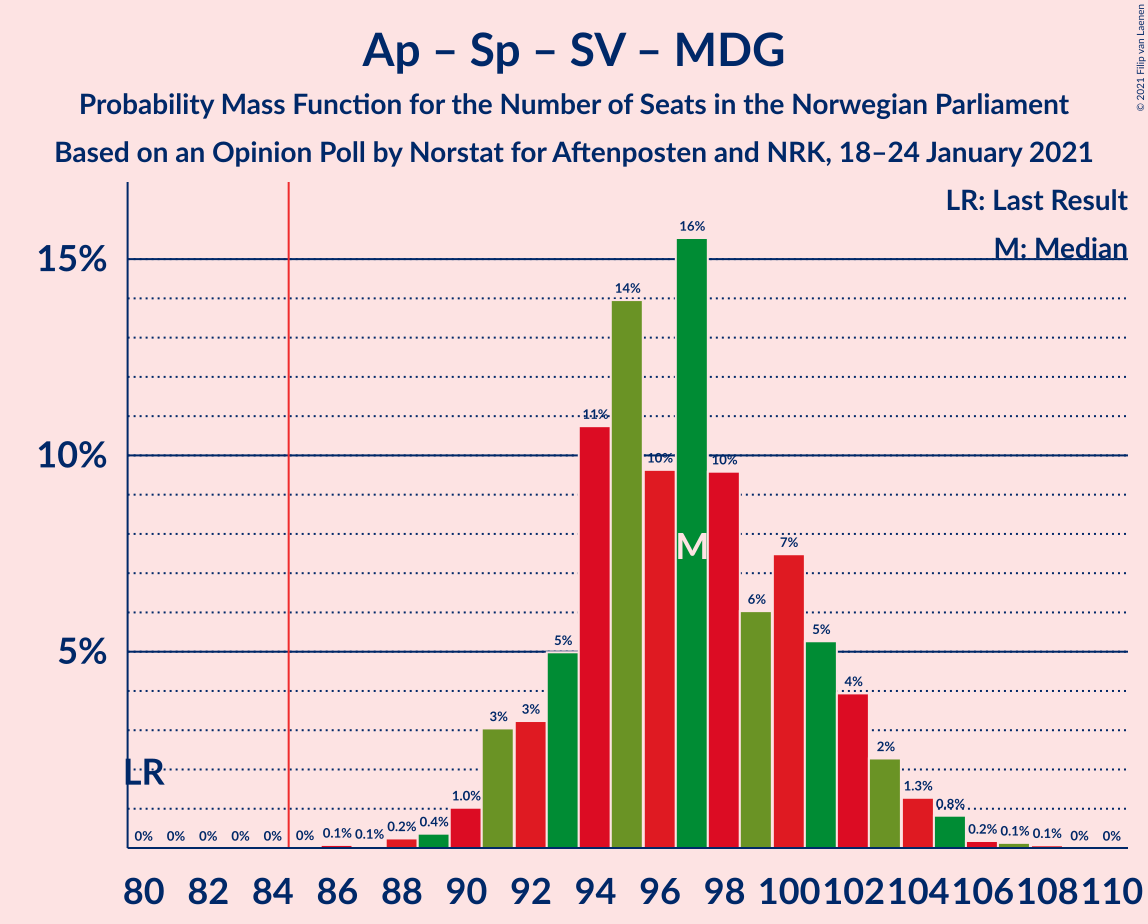 Ap – Sp – SV – MDG
Probability Mass Function for the Number of Seats in the Norwegian Parliament
Based on an Opinion Poll by Norstat for Aftenposten and NRK, 18–24 January 2021
© 2021 Filip van Laenen
LR: Last Result
M: Median
15%
10%
5%
LR
M
0% 0% 0% 0% 0% 0% 0.1% 0.1% 0.2% 0.4% 1.0% 3% 3% 5% 11% 14% 10% 16% 10% 6% 7% 5% 4% 2% 1.3% 0.8% 0.2% 0.1% 0.1% 0% 0%
80 82 84 86 88 90 92 94 96 98 100 102 104 106 108 110